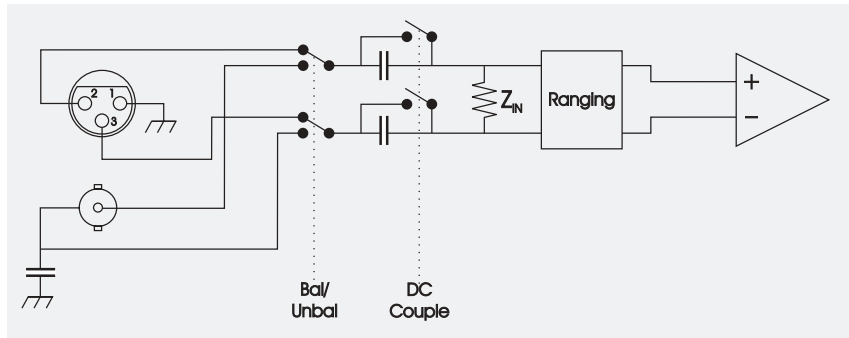 2 1
3
Z IN
Ranging
+
−
Bal/
Unbal
DC
Couple